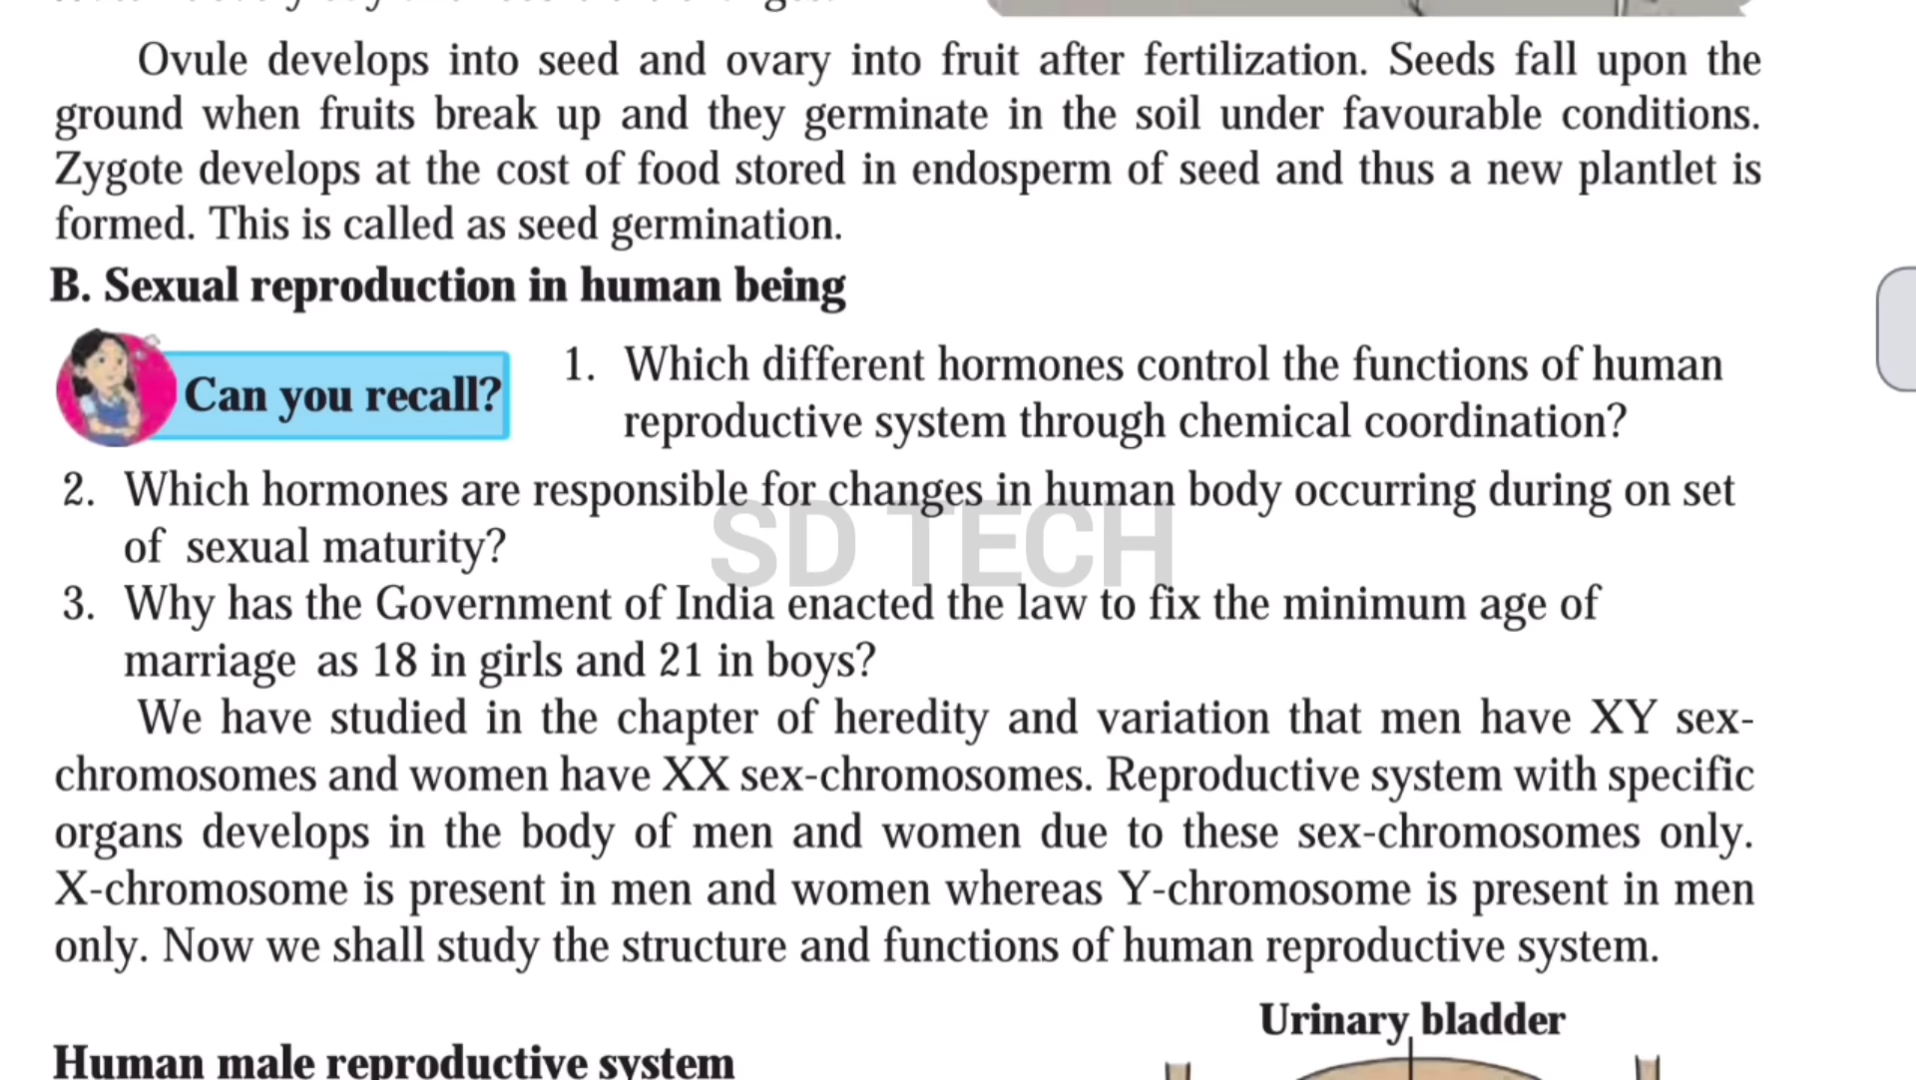 Ovule develops into seed and ovary into fruit after fertilization. Seeds fall upon the
ground when fruits break up and they germinate in the soil under favourable conditions.
Zygote develops at the cost of food stored in endosperm of seed and thus a new plantlet is
formed. This is called as seed germination.
B. Sexual reproduction in human being
Can you recall?
1. Which different hormones control the functions of human
reproductive system through chemical coordination?
2. Which hormones are responsible for changes in human body occurring during on set
of sexual maturity?
SD TECH
3. Why has the Government of India enacted the law to fix the minimum age of
marriage as 18 in girls and 21 in boys?
We have studied in the chapter of heredity and variation that men have XY sex-
chromosomes and women have XX sex-chromosomes. Reproductive system with specific
organs develops in the body of men and women due to these sex-chromosomes only.
X-chromosome is present in men and women whereas Y-chromosome is present in men
only. Now we shall study the structure and functions of human reproductive system.
Urinary bladder
Human male reproductive system